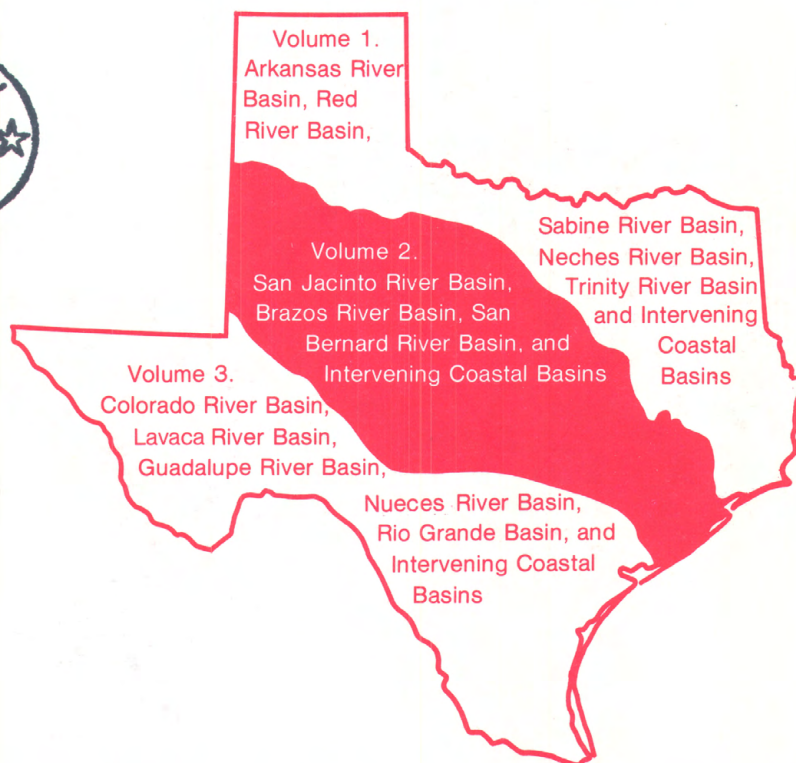 Volume 1.
Arkansas River
Basin, Red
River Basin,
Sabine River Basin,
Neches River Basin,
Trinity River Basin
and Intervening
Coastal
Basins
Volume 2.
San Jacinto River Basin,
Brazos River Basin, San
Bernard River Basin, and
Intervening Coastal Basins
Volume 3.
Colorado River Basin,
Lavaca River Basin,
Guadalupe River Basin,
Nueces River Basin,
Rio Grande Basin, and
Intervening Coastal
Basins